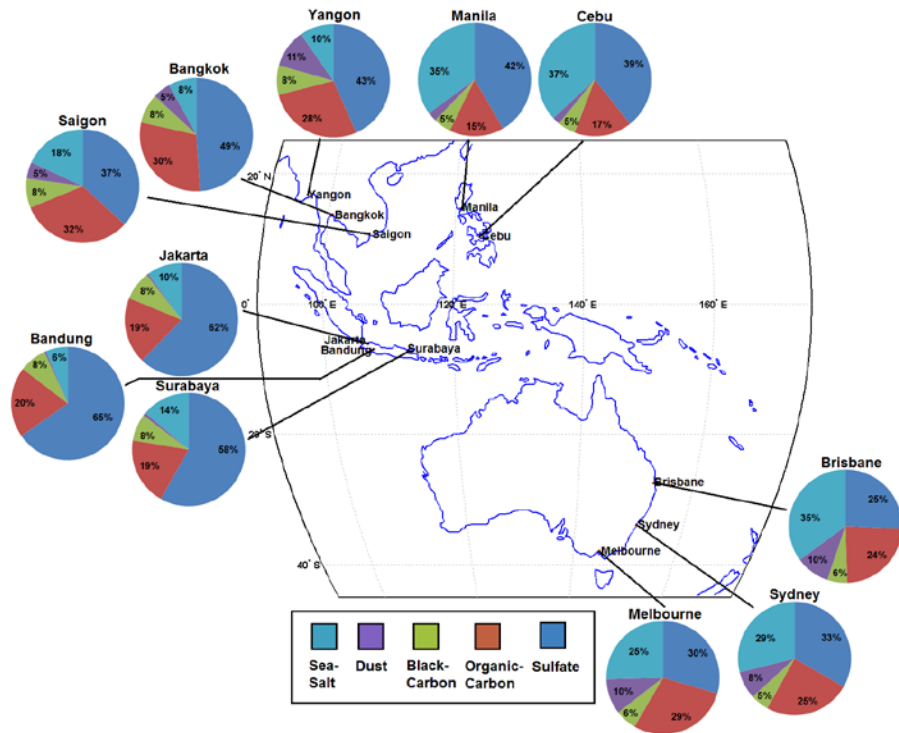 Yangon
10%
11%
8%
43%
28%
Manila
35%
42%
5%
15%
Cebu
37%
39%
5%
17%
Bangkok
8%
5%
8%
49%
30%
Saigon
18%
5%
8%
37%
32%
20° N
Yangon
Bangkok
Saigon
Manila
Cebu
Jakarta
10%
8%
19%
62%
0°
100° E
120° E
140° E
160° E
Jakarta
Bandung
Surabaya
Bandung
6%
8%
20%
65%
Surabaya
14%
8%
19%
58%
20° S
Brisbane
Sydney
Melbourne
40° S
Brisbane
35%
25%
10%
6%
24%
Sydney
29%
33%
8%
5%
25%
Melbourne
25%
30%
10%
6%
29%
Sea-
Salt
Dust
Black-
Carbon
Organic-
Carbon
Sulfate